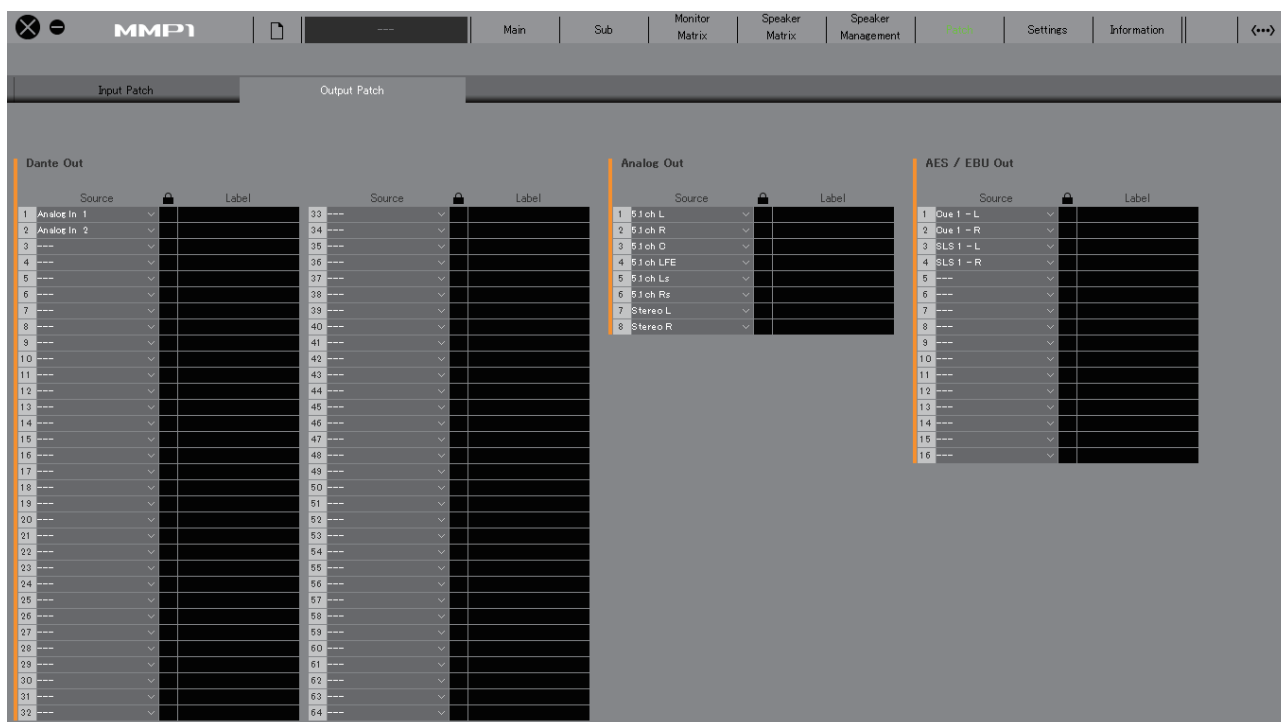 MMP1
---
Main
Sub
Monitor
Matrix
Speaker
Matrix
Speaker
Management
Settings
Information
Input Patch
Output Patch
Dante Out
Source Label
1 Analog In 1
2 Analog In 2
3 ---
4 ---
5 ---
6 ---
7 ---
8 ---
9 ---
10 ---
11 ---
12 ---
13 ---
14 ---
15 ---
16 ---
17 ---
18 ---
19 ---
20 ---
21 ---
22 ---
23 ---
24 ---
25 ---
26 ---
27 ---
28 ---
29 ---
30 ---
31 ---
32 ---
Source Label
33 ---
34 ---
35 ---
36 ---
37 ---
38 ---
39 ---
40 ---
41 ---
42 ---
43 ---
44 ---
45 ---
46 ---
47 ---
48 ---
49 ---
50 ---
51 ---
52 ---
53 ---
54 ---
55 ---
56 ---
57 ---
58 ---
59 ---
60 ---
61 ---
62 ---
63 ---
64 ---
Analog Out
Source Label
1 5.1ch L
2 5.1ch R
3 5.1ch C
4 5.1ch LFE
5 5.1ch Ls
6 5.1ch Rs
7 Stereo L
8 Stereo R
AES / EBU Out
Source Label
1 Cue 1 - L
2 Cue 1 - R
3 SLS 1 - L
4 SLS 1 - R
5 ---
6 ---
7 ---
8 ---
9 ---
10 ---
11 ---
12 ---
13 ---
14 ---
15 ---
16 ---